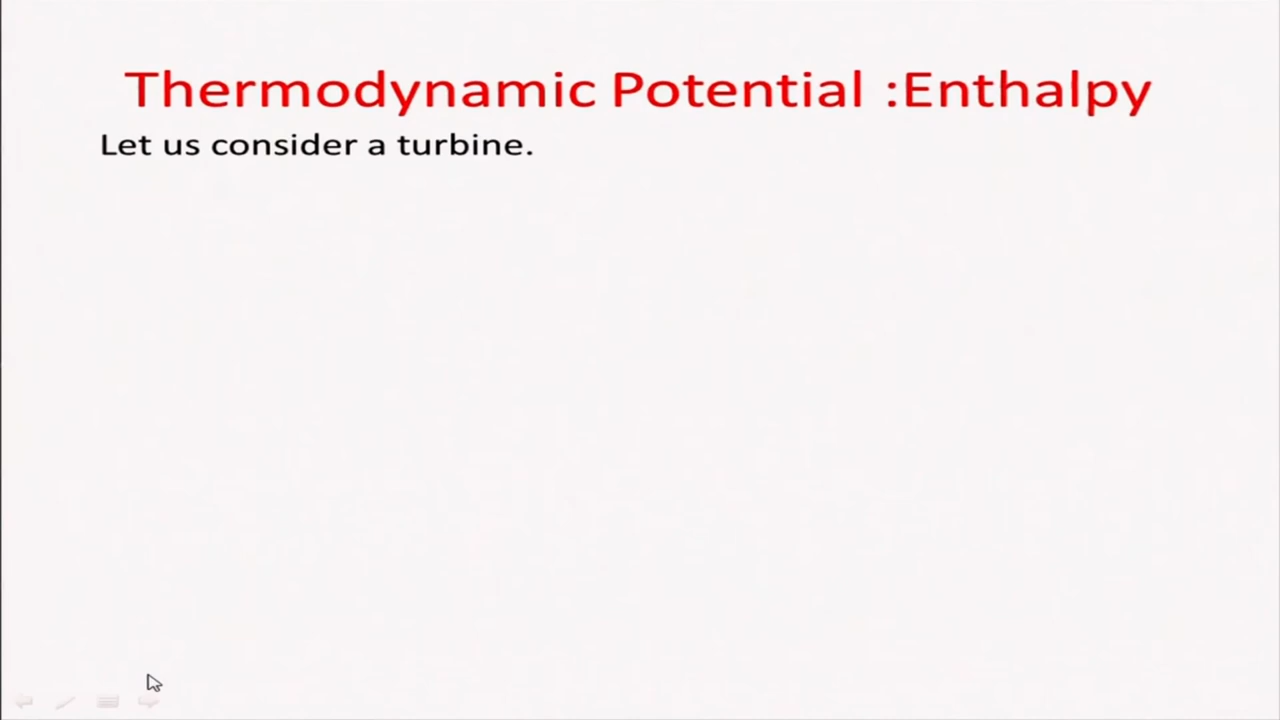 Thermodynamic Potential :Enthalpy
Let us consider a turbine.